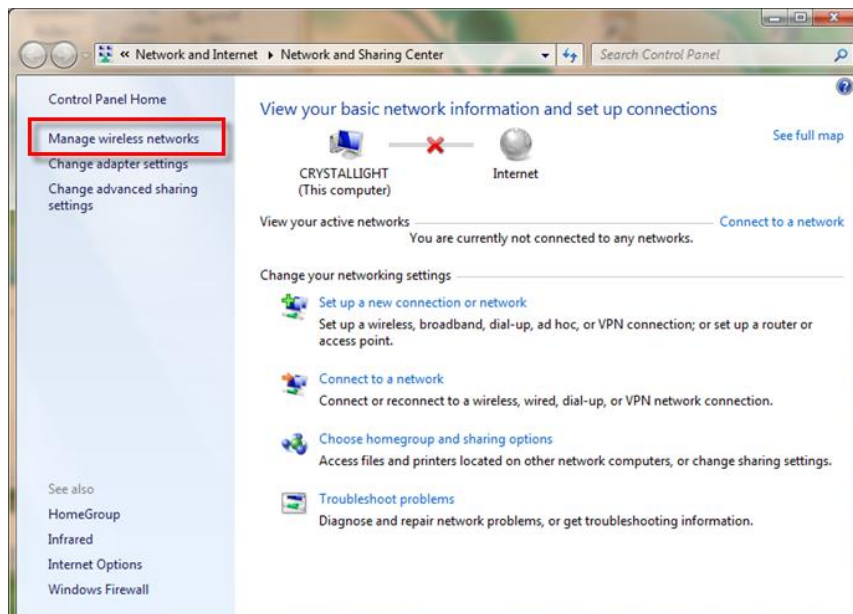 « Network and Internet ▸ Network and Sharing Center
Search Control Panel
Control Panel Home
Manage wireless networks
Change adapter settings
Change advanced sharing
settings
See also
HomeGroup
Infrared
Internet Options
Windows Firewall
View your basic network information and set up connections
See full map
CRYSTALLIGHT
(This computer)
Internet
View your active networks
Connect to a network
You are currently not connected to any networks.
Change your networking settings
Set up a new connection or network
Set up a wireless, broadband, dial-up, ad hoc, or VPN connection; or set up a router or
access point.
Connect to a network
Connect or reconnect to a wireless, wired, dial-up, or VPN network connection.
Choose homegroup and sharing options
Access files and printers located on other network computers, or change sharing settings.
Troubleshoot problems
Diagnose and repair network problems, or get troubleshooting information.